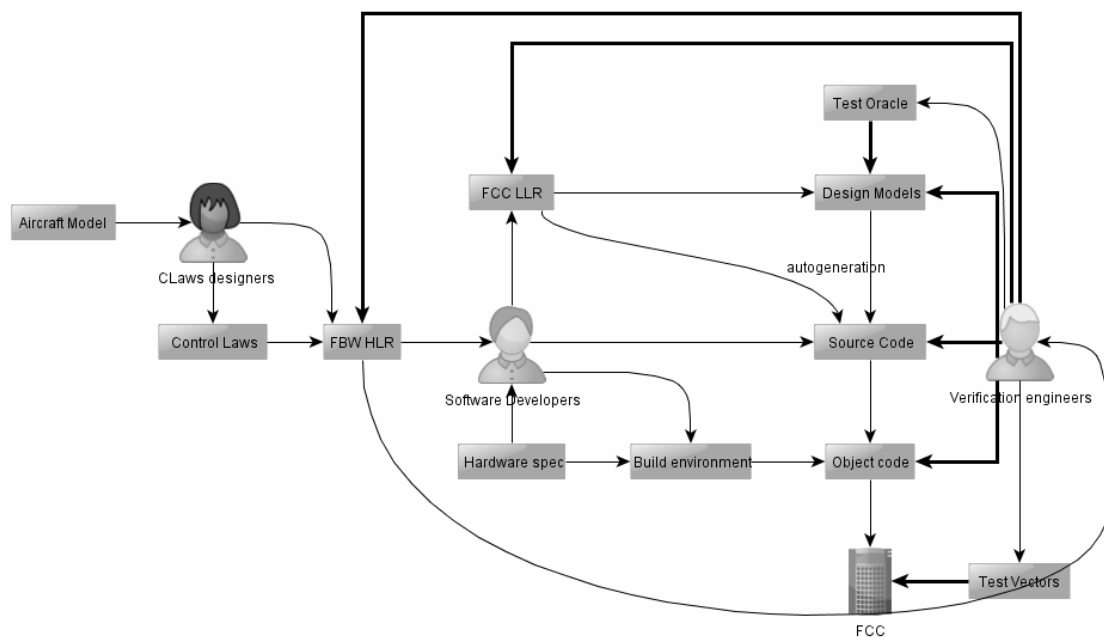 Test Oracle
FCC LLR
Design Models
Aircraft Model
autogeneration
CLaws designers
Control Laws
FBW HLR
Source Code
Software Developers
Verification engineers
Hardware spec
Build environment
Object code
Test Vectors
FCC